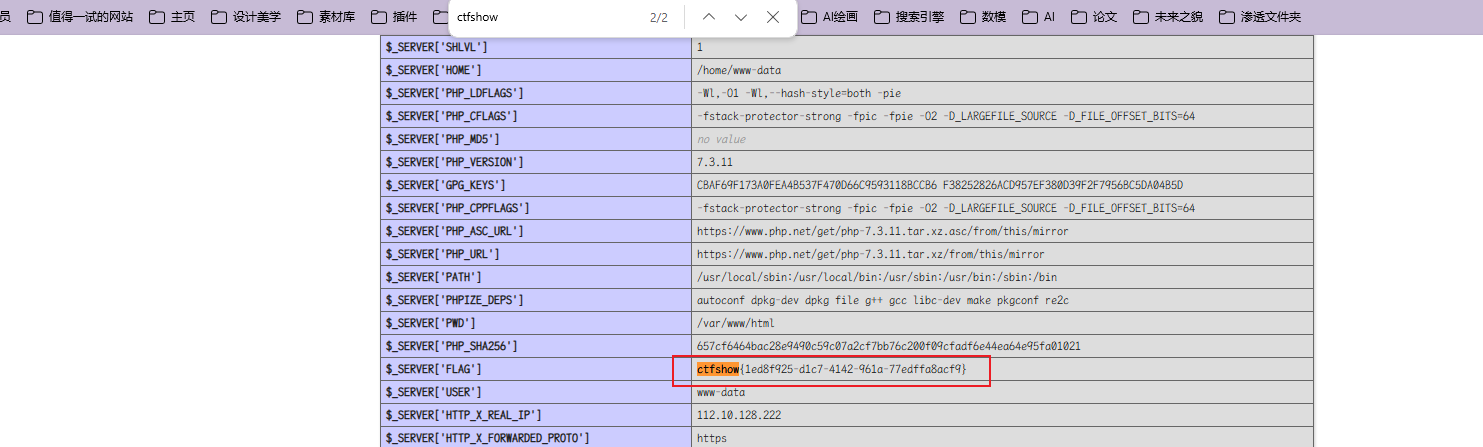 员 值得一试的网站 主页 设计美学 素材库 插件 ctfshow 2/2 AI绘画 搜索引擎 数模 AI 论文 未来之貌 渗透文件夹
$_SERVER['SHLVL'] 1
$_SERVER['HOME'] /home/www-data
$_SERVER['PHP_LDFLAGS'] -Wl,-O1 -Wl,--hash-style=both -pie
$_SERVER['PHP_CFLAGS'] -fstack-protector-strong -fpic -fpie -O2 -D_LARGEFILE_SOURCE -D_FILE_OFFSET_BITS=64
$_SERVER['PHP_MD5'] no value
$_SERVER['PHP_VERSION'] 7.3.11
$_SERVER['GPG_KEYS'] CBAF69F173A0FEA4B537F470D66C9593118BCCB6 F38252826ACD957EF380D39F2F7956BC5DA04B5D
$_SERVER['PHP_CPPFLAGS'] -fstack-protector-strong -fpic -fpie -O2 -D_LARGEFILE_SOURCE -D_FILE_OFFSET_BITS=64
$_SERVER['PHP_ASC_URL'] https://www.php.net/get/php-7.3.11.tar.xz.asc/from/this/mirror
$_SERVER['PHP_URL'] https://www.php.net/get/php-7.3.11.tar.xz/from/this/mirror
$_SERVER['PATH'] /usr/local/sbin:/usr/local/bin:/usr/sbin:/usr/bin:/sbin:/bin
$_SERVER['PHPIZE_DEPS'] autoconf dpkg-dev dpkg file g++ gcc libc-dev make pkgconf re2c
$_SERVER['PWD'] /var/www/html
$_SERVER['PHP_SHA256'] 657cf6464bac28e9490c59c07a2cf7bb76c200f09cfadf6e44ea64e95fa01021
$_SERVER['FLAG'] ctfshow{1ed8f925-d1c7-4142-961a-77edffa8acf9}
$_SERVER['USER'] www-data
$_SERVER['HTTP_X_REAL_IP'] 112.10.128.222
$_SERVER['HTTP_X_FORWARDED_PROTO'] https